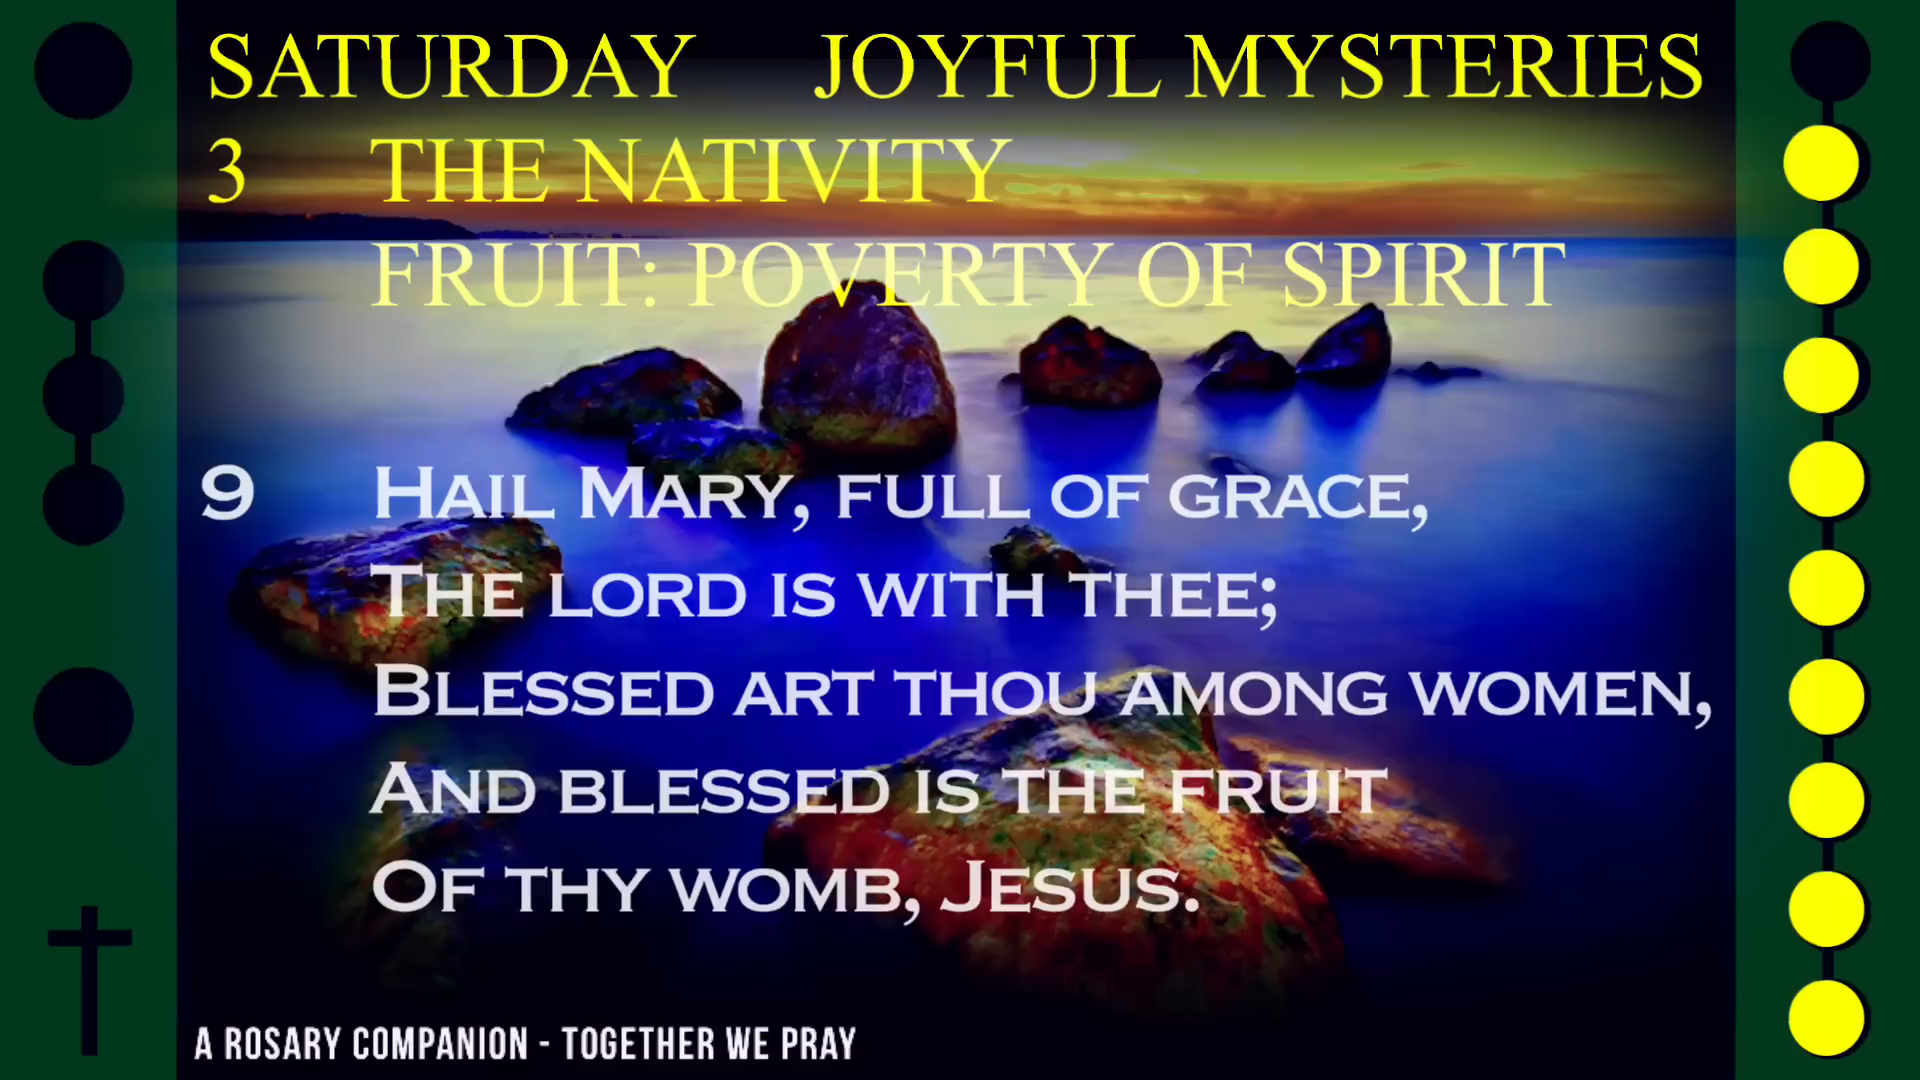 SATURDAY JOYFUL MYSTERIES
3 THE NATIVITY
FRUIT: POVERTY OF SPIRIT
9 HAIL MARY, FULL OF GRACE,
THE LORD IS WITH THEE;
BLESSED ART THOU AMONG WOMEN,
AND BLESSED IS THE FRUIT
OF THY WOMB, JESUS.
A ROSARY COMPANION - TOGETHER WE PRAY